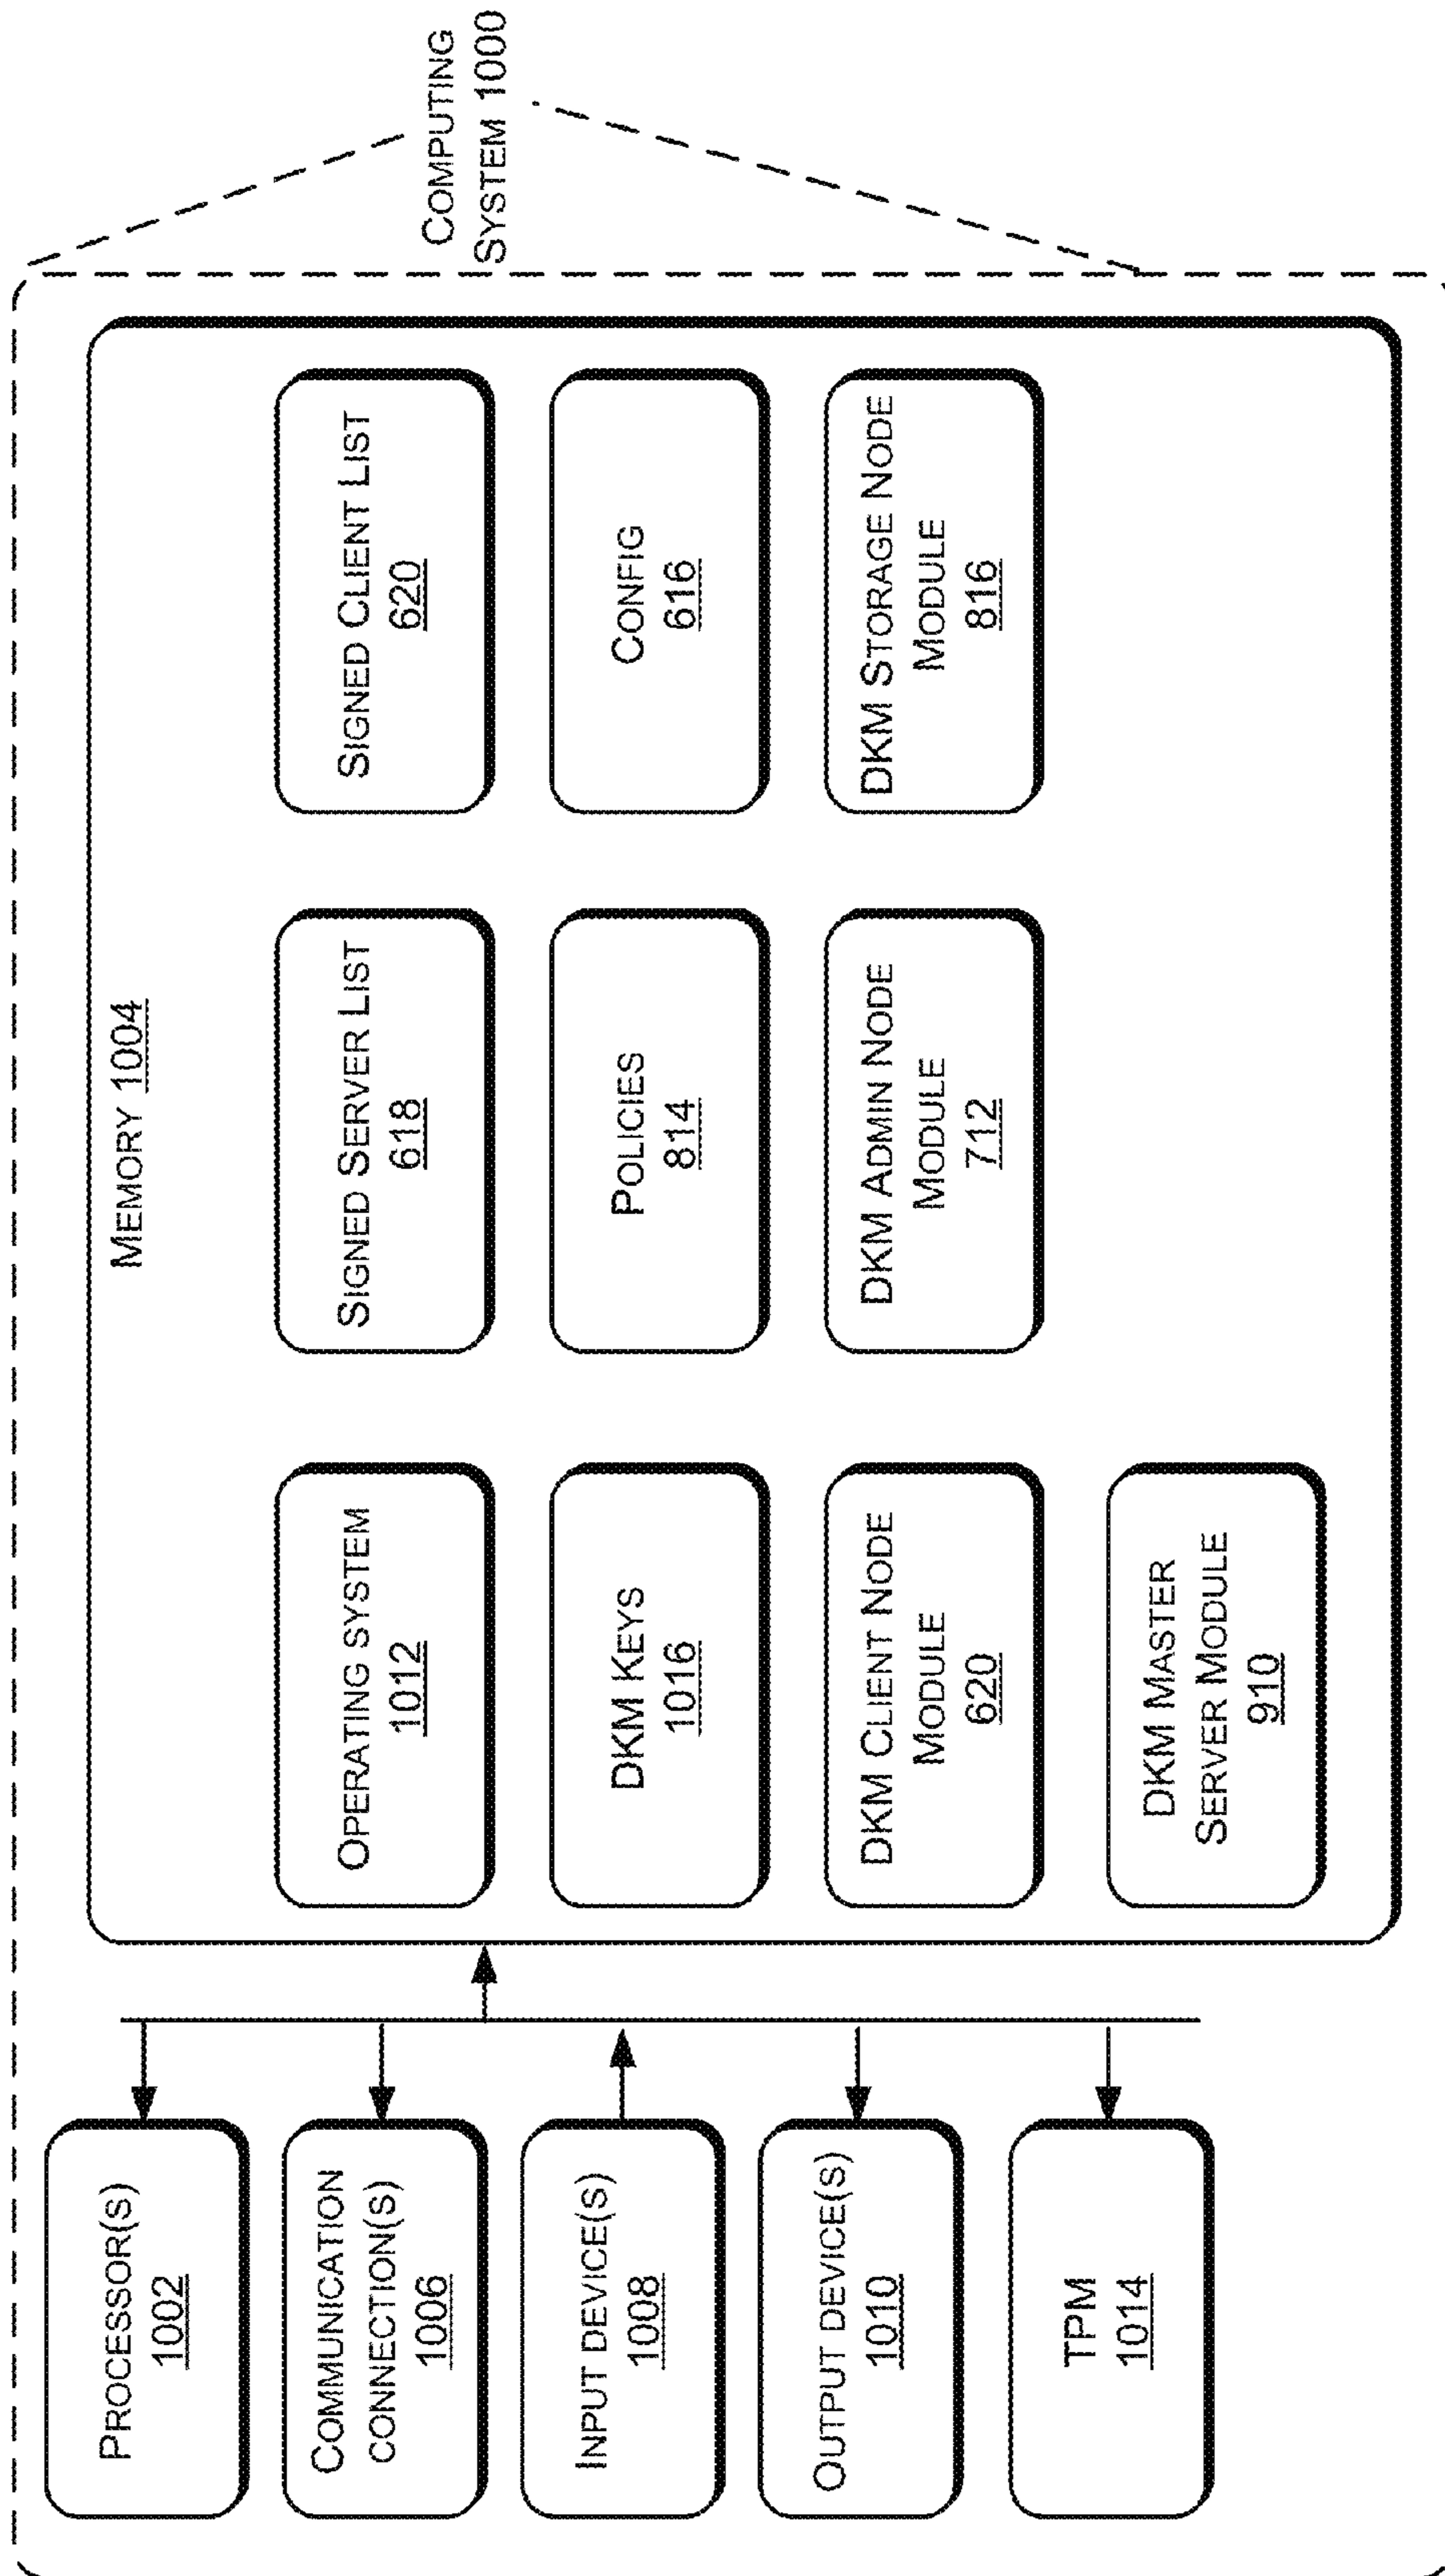 COMPUTING
SYSTEM 1000
MEMORY 1004
PROCESSOR(S)
1002
COMMUNICATION
CONNECTION(S)
1006
INPUT DEVICE(S)
1008
OUTPUT DEVICE(S)
1010
TPM
1014
OPERATING SYSTEM
1012
SIGNED SERVER LIST
618
SIGNED CLIENT LIST
620
DKM KEYS
1016
POLICIES
814
CONFIG
616
DKM CLIENT NODE
MODULE
620
DKM ADMIN NODE
MODULE
712
DKM STORAGE NODE
MODULE
816
DKM MASTER
SERVER MODULE
910